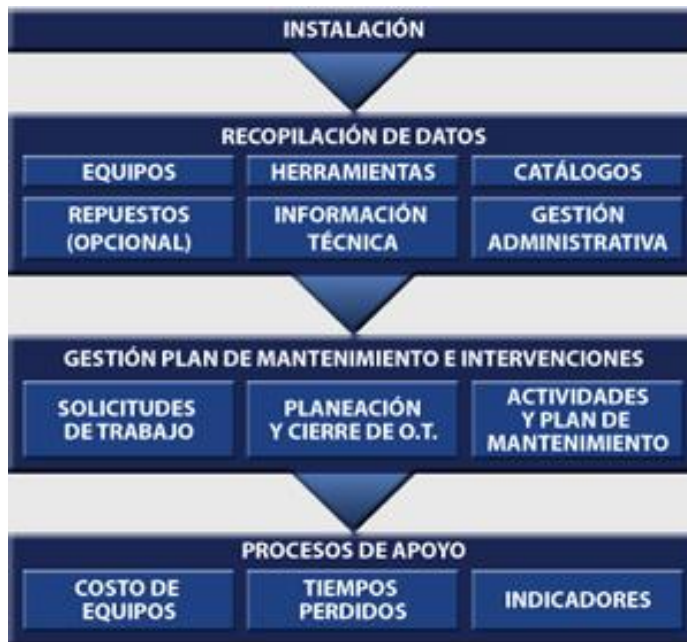 INSTALACIÓN
RECOPILACIÓN DE DATOS
EQUIPOS
HERRAMIENTAS
CATÁLOGOS
REPUESTOS
(OPCIONAL)
INFORMACIÓN
TÉCNICA
GESTIÓN
ADMINISTRATIVA
GESTIÓN PLAN DE MANTENIMIENTO E INTERVENCIONES
SOLICITUDES
DE TRABAJO
PLANEACIÓN
Y CIERRE DE O.T.
ACTIVIDADES
Y PLAN DE
MANTENIMIENTO
PROCESOS DE APOYO
COSTO DE
EQUIPOS
TIEMPOS
PERDIDOS
INDICADORES